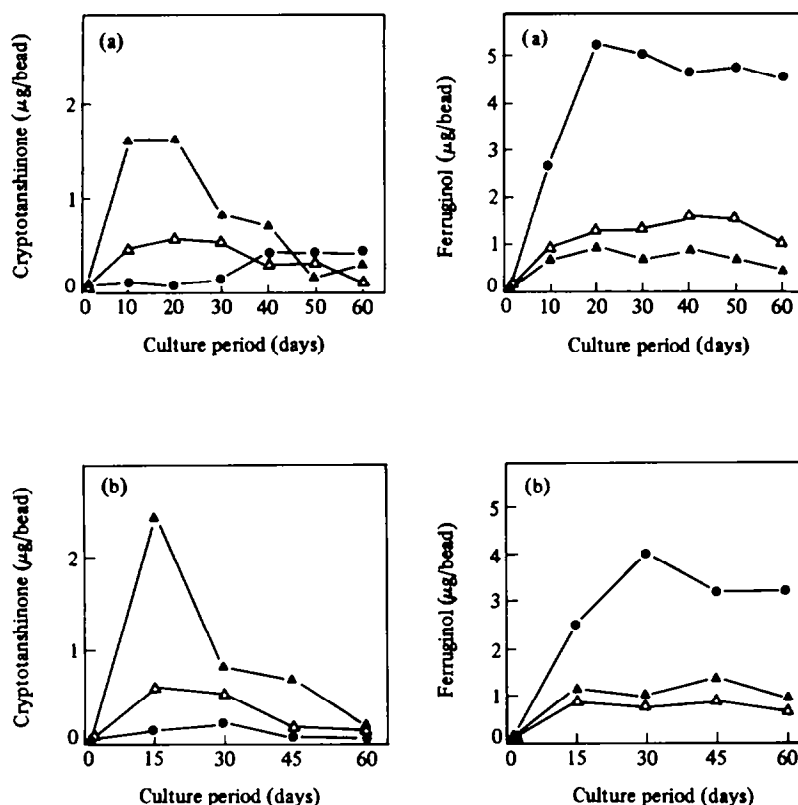 (a)
Cryptotanshinone (μg/bead)
2
1
0
0 10 20 30 40 50 60
Culture period (days)
(a)
Ferruginol (μg/bead)
5
4
3
2
1
0
0 10 20 30 40 50 60
Culture period (days)
(b)
Cryptotanshinone (μg/bead)
2
1
0
0 15 30 45 60
Culture period (days)
(b)
Ferruginol (μg/bead)
5
4
3
2
1
0
0 15 30 45 60
Culture period (days)